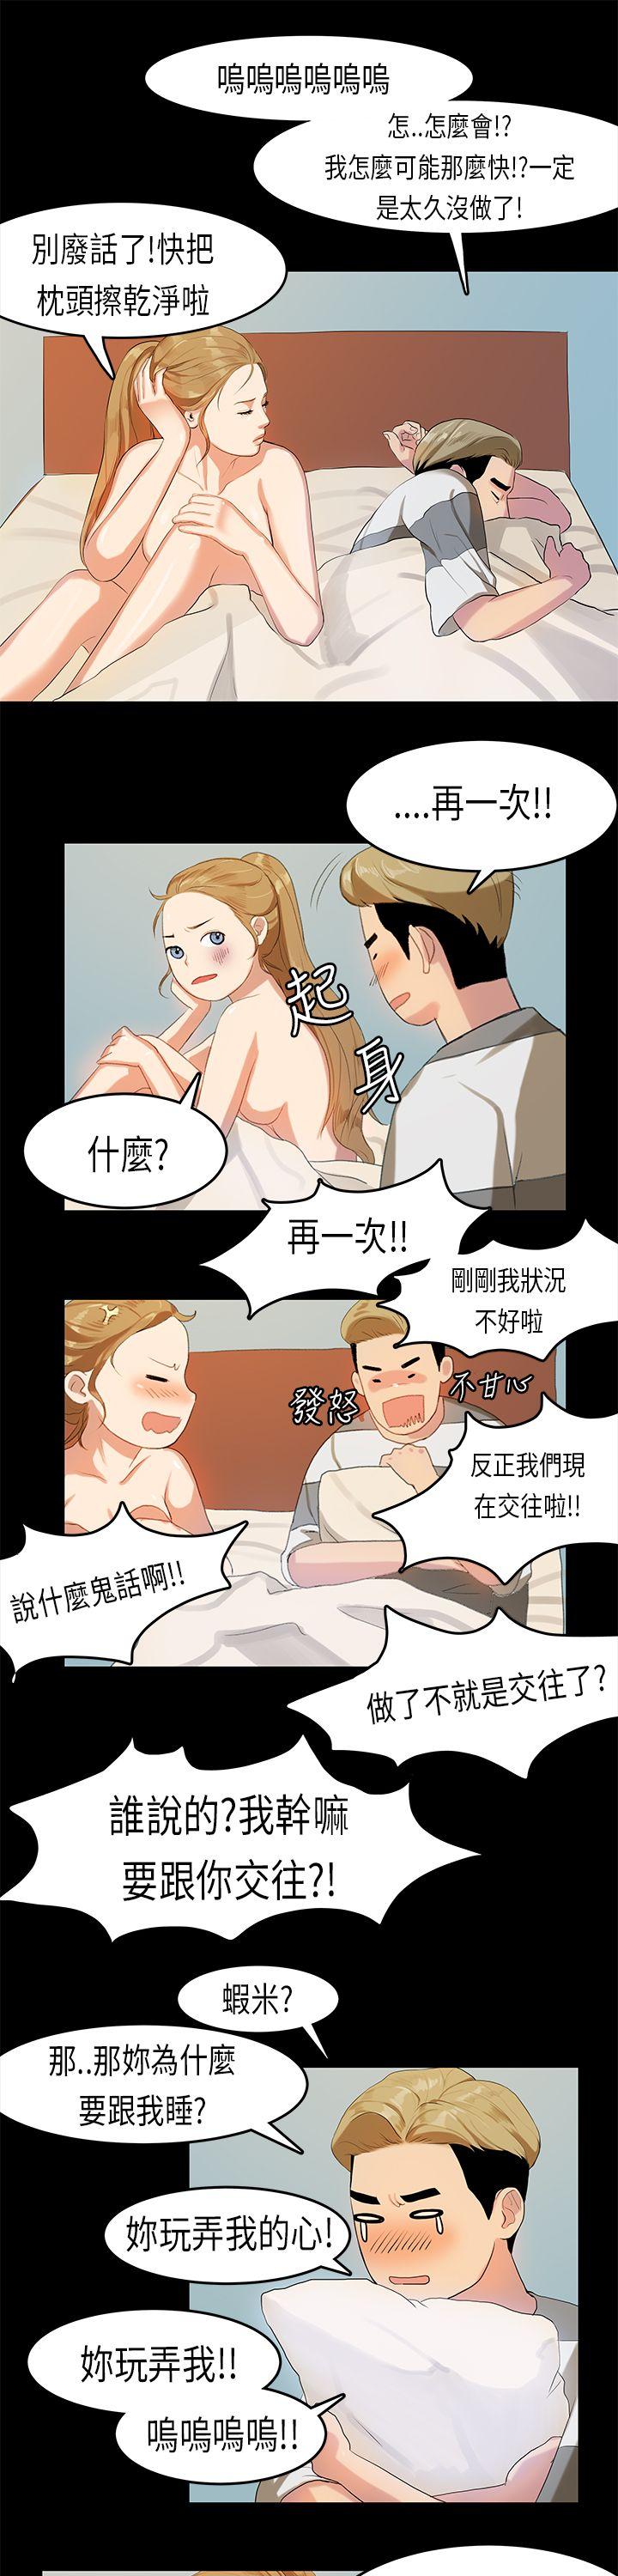 嗚嗚嗚嗚嗚嗚
怎..怎麼會!?
我怎麼可能那麼快!?一定
是太久沒做了!
別廢話了!快把
枕頭擦乾淨啦
....再一次!!
起
身
什麼?
再一次!!
剛剛我狀況
不好啦
發怒
不甘心
反正我們現
在交往啦!!
說什麼鬼話啊!!
做了不就是交往了?
誰說的?我幹嘛
要跟你交往?!
蝦米?
那..那妳為什麼
要跟我睡?
妳玩弄我的心!
妳玩弄我!!
嗚嗚嗚嗚!!